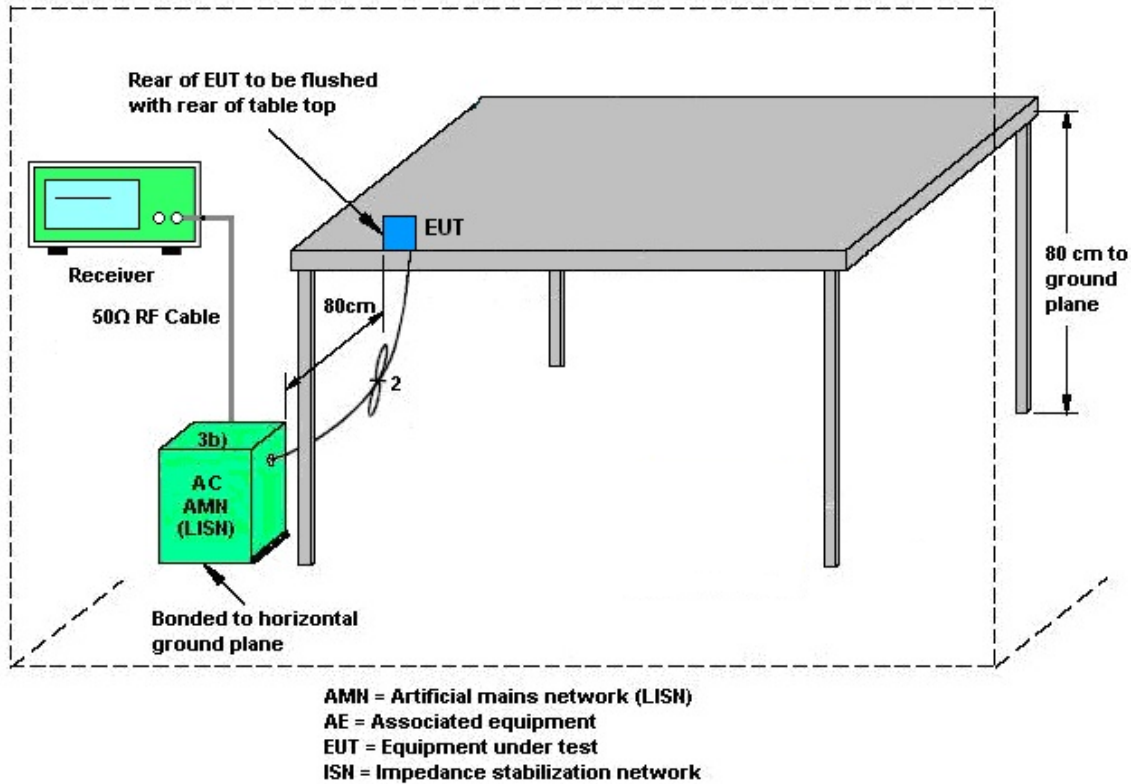 Rear of EUT to be flushed
with rear of table top
EUT
Receiver
50Ω RF Cable
80cm
2
80 cm to
ground
plane
3b)
AC
AMN
(LISN)
Bonded to horizontal
ground plane
AMN = Artificial mains network (LISN)
AE = Associated equipment
EUT = Equipment under test
ISN = Impedance stabilization network